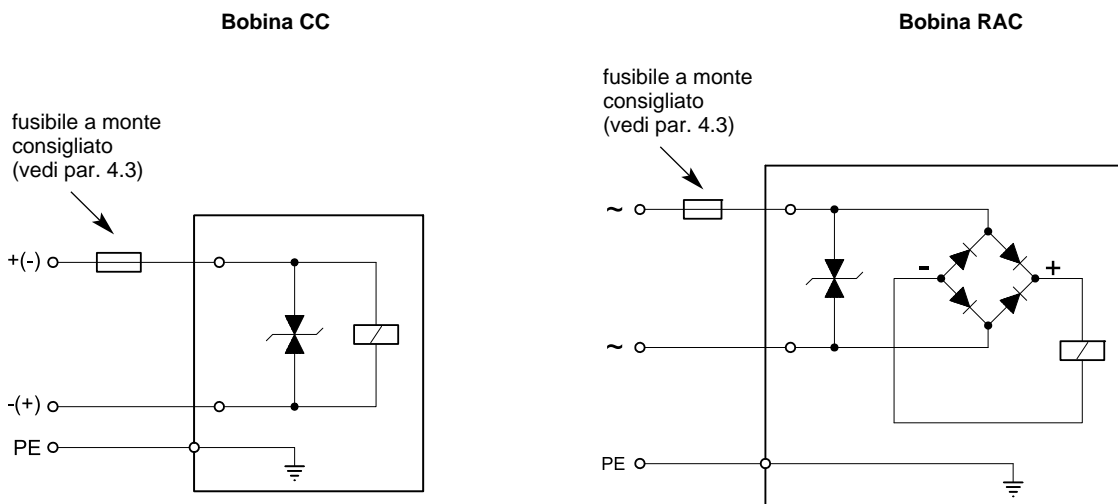 Bobina CC
fusibile a monte
consigliato
(vedi par. 4.3)
+(-)
-(+)
PE
Bobina RAC
fusibile a monte
consigliato
(vedi par. 4.3)
~
-
+
~
PE